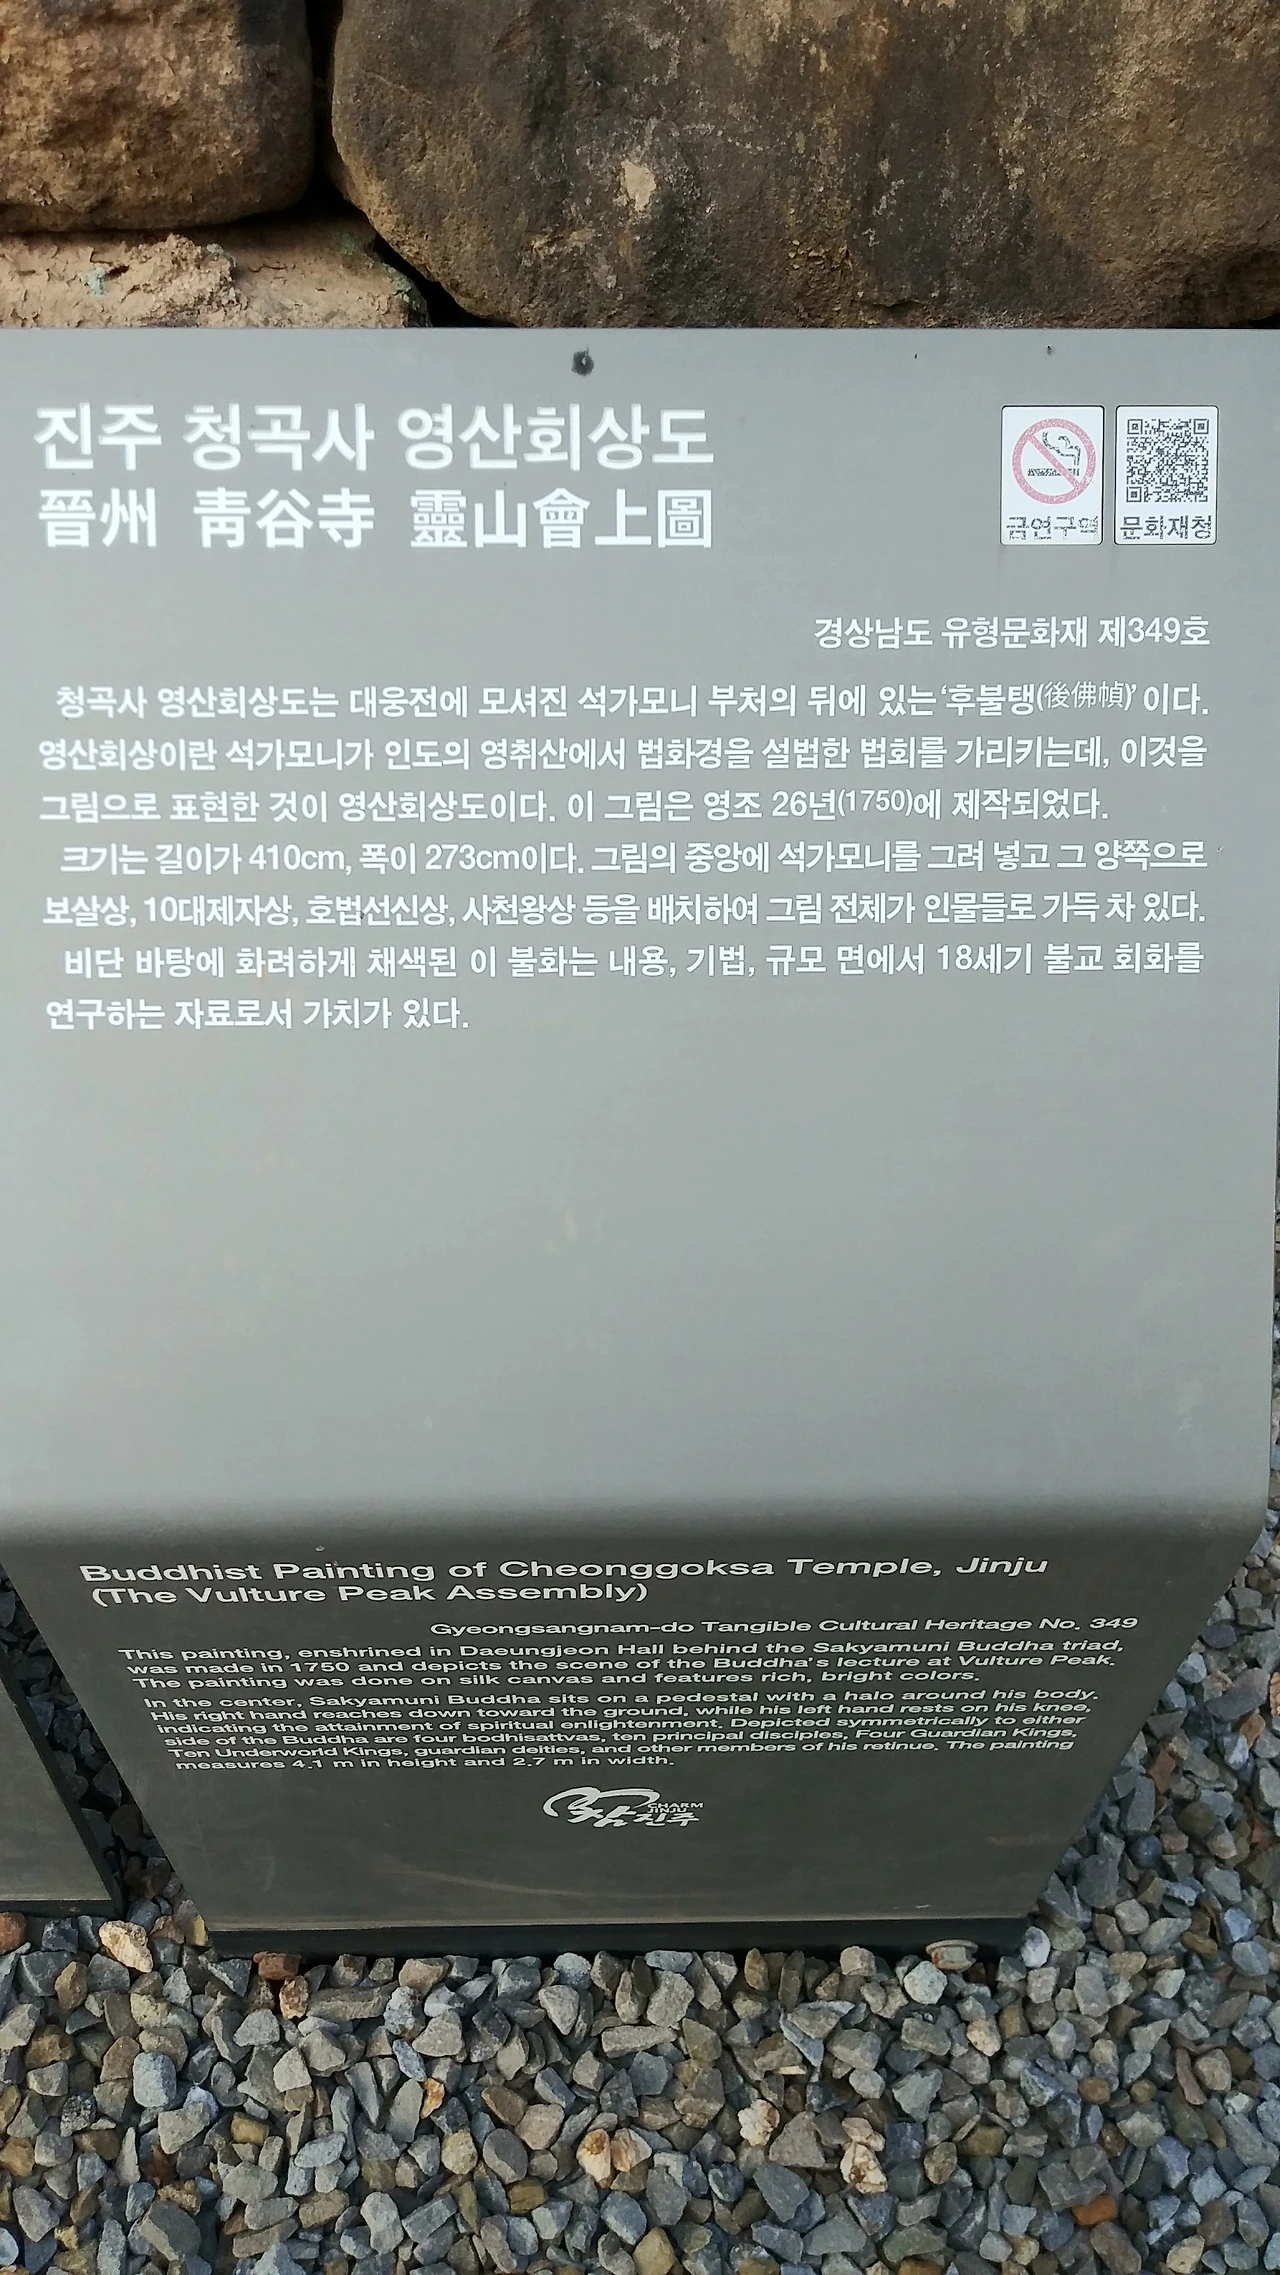 진주 청곡사 영산회상도
晉州 靑谷寺 靈山會上圖
금연구역
문화재청
경상남도 유형문화재 제349호
청곡사 영산회상도는 대웅전에 모셔진 석가모니 부처의 뒤에 있는 ‘후불탱(後佛幀)’이다.
영산회상이란 석가모니가 인도의 영취산에서 법화경을 설법한 법회를 가리키는데, 이것을
그림으로 표현한 것이 영산회상도이다. 이 그림은 영조 26년(1750)에 제작되었다.
크기는 길이가 410cm, 폭이 273cm이다. 그림의 중앙에 석가모니를 그려 넣고 그 양쪽으로
보살상, 10대제자상, 호법선신상, 사천왕상 등을 배치하여 그림 전체가 인물들로 가득 차 있다.
비단 바탕에 화려하게 채색된 이 불화는 내용, 기법, 규모 면에서 18세기 불교 회화를
연구하는 자료로서 가치가 있다.
Buddhist Painting of Cheonggoksa Temple, Jinju
(The Vulture Peak Assembly)
Gyeongsangnam-do Tangible Cultural Heritage No. 349
This painting, enshrined in Daeungjeon Hall behind the Sakyamuni Buddha triad,
was made in 1750 and depicts the scene of the Buddha's lecture at Vulture Peak.
The painting was done on silk canvas and features rich, bright colors.
In the center, Sakyamuni Buddha sits on a pedestal with a halo around his body.
His right hand reaches down toward the ground, while his left hand rests on his knee,
indicating the attainment of spiritual enlightenment. Depicted symmetrically to either
side of the Buddha are four bodhisattvas, ten principal disciples, Four Guardian Kings,
Ten Underworld Kings, guardian deities, and other members of his retinue. The painting
measures 4.1 m in height and 2.7 m in width.
CHARM
JINJU
참진주